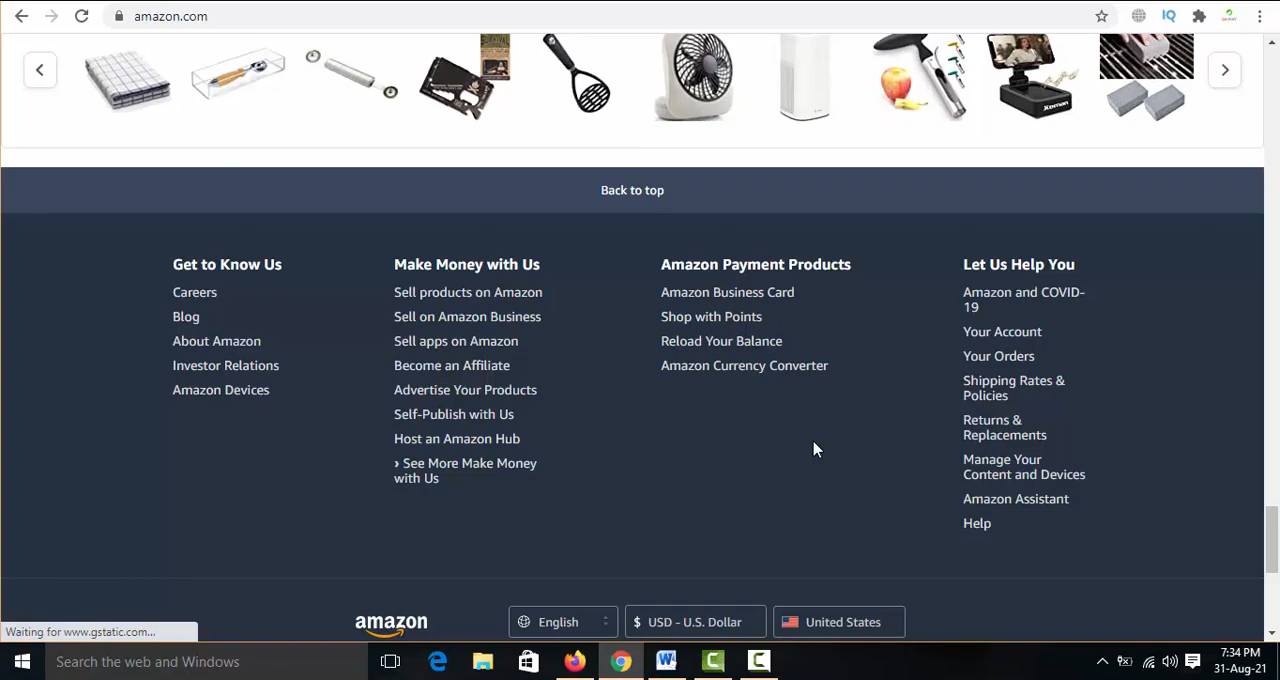 amazon.com
IQ
Xeman
Back to top
Get to Know Us
Careers
Blog
About Amazon
Investor Relations
Amazon Devices
Make Money with Us
Sell products on Amazon
Sell on Amazon Business
Sell apps on Amazon
Become an Affiliate
Advertise Your Products
Self-Publish with Us
Host an Amazon Hub
› See More Make Money
with Us
Amazon Payment Products
Amazon Business Card
Shop with Points
Reload Your Balance
Amazon Currency Converter
Let Us Help You
Amazon and COVID-
19
Your Account
Your Orders
Shipping Rates &
Policies
Returns &
Replacements
Manage Your
Content and Devices
Amazon Assistant
Help
amazon
English
$ USD - U.S. Dollar
United States
Waiting for www.gstatic.com...
Search the web and Windows
7:34 PM
31-Aug-21